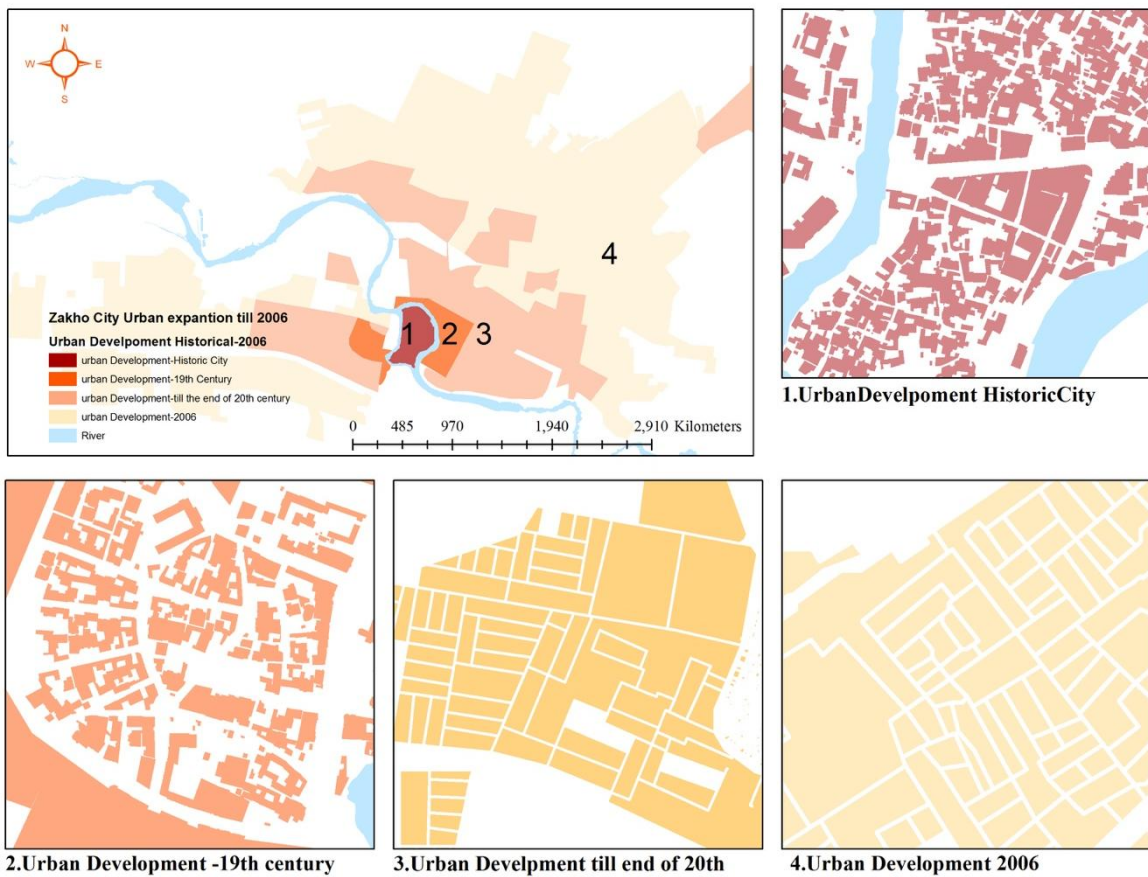 N
W E
S
1
2
3
4
Zakho City Urban expantion till 2006
Urban Develpoment Historical-2006
urban Development-Historic City
urban Development-19th Century
urban Development-till the end of 20th century
urban Development-2006
River
0 485 970 1,940 2,910 Kilometers
1.UrbanDevelpoment HistoricCity
2.Urban Development -19th century
3.Urban Develpment till end of 20th
4.Urban Development 2006